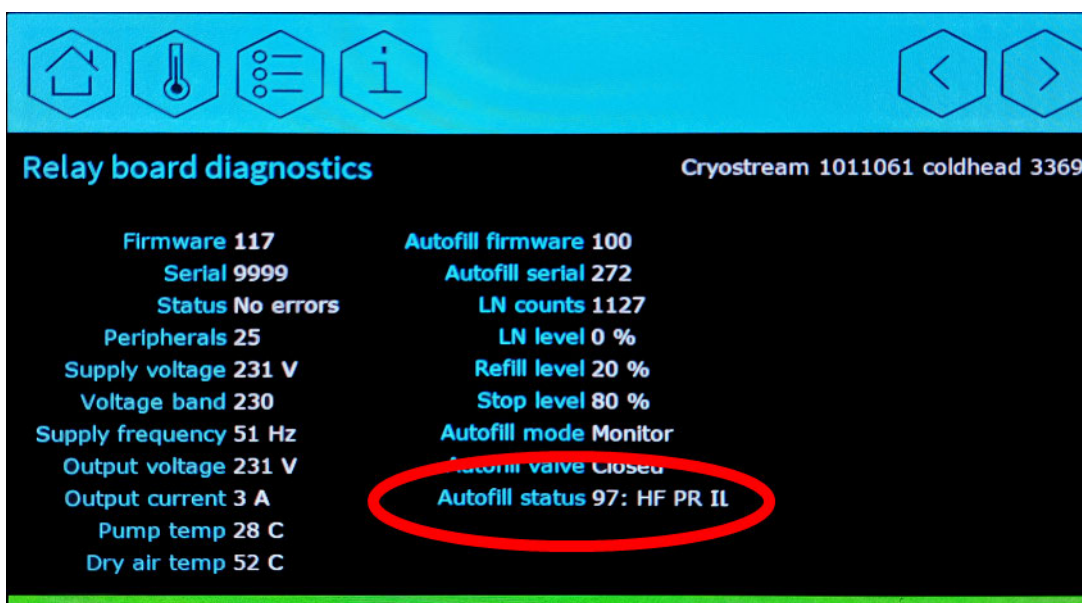 Relay board diagnostics
Cryostream 1011061 coldhead 3369
Firmware 117
Serial 9999
Status No errors
Peripherals 25
Supply voltage 231 V
Voltage band 230
Supply frequency 51 Hz
Output voltage 231 V
Output current 3 A
Pump temp 28 C
Dry air temp 52 C
Autofill firmware 100
Autofill serial 272
LN counts 1127
LN level 0 %
Refill level 20 %
Stop level 80 %
Autofill mode Monitor
Autofill valve Closed
Autofill status 97: HF PR IL